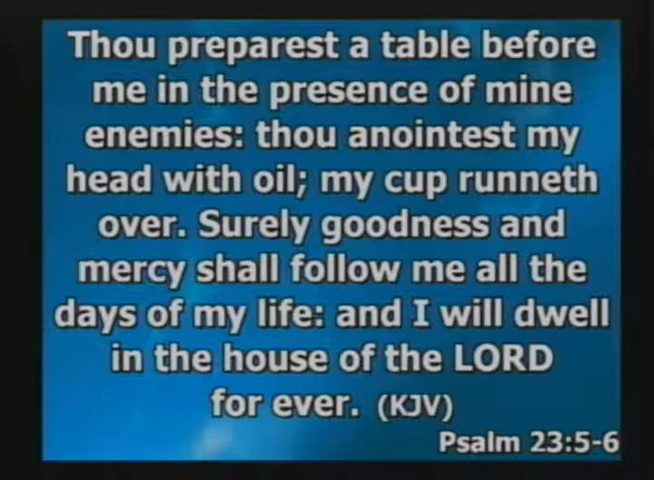 Thou preparest a table before
me in the presence of mine
enemies: thou anointest my
head with oil; my cup runneth
over. Surely goodness and
mercy shall follow me all the
days of my life: and I will dwell
in the house of the LORD
for ever. (KJV)
Psalm 23:5-6